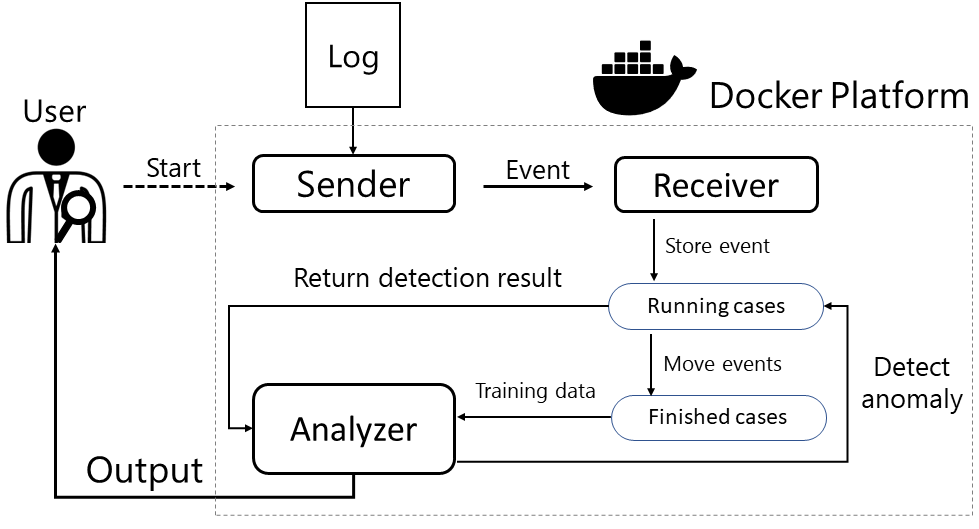 Log
Docker Platform
User
Start
Sender
Event
Receiver
Store event
Return detection result
Running cases
Move events
Detect
anomaly
Training data
Finished cases
Analyzer
Output